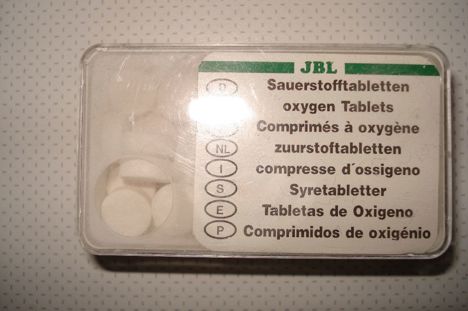 JBL
D Sauerstofftabletten
oxygen Tablets
Comprimés à oxygène
NL zuurstoftabletten
I compresse d´ossigeno
S Syretabletter
E Tabletas de Oxigeno
P Comprimidos de oxigénio